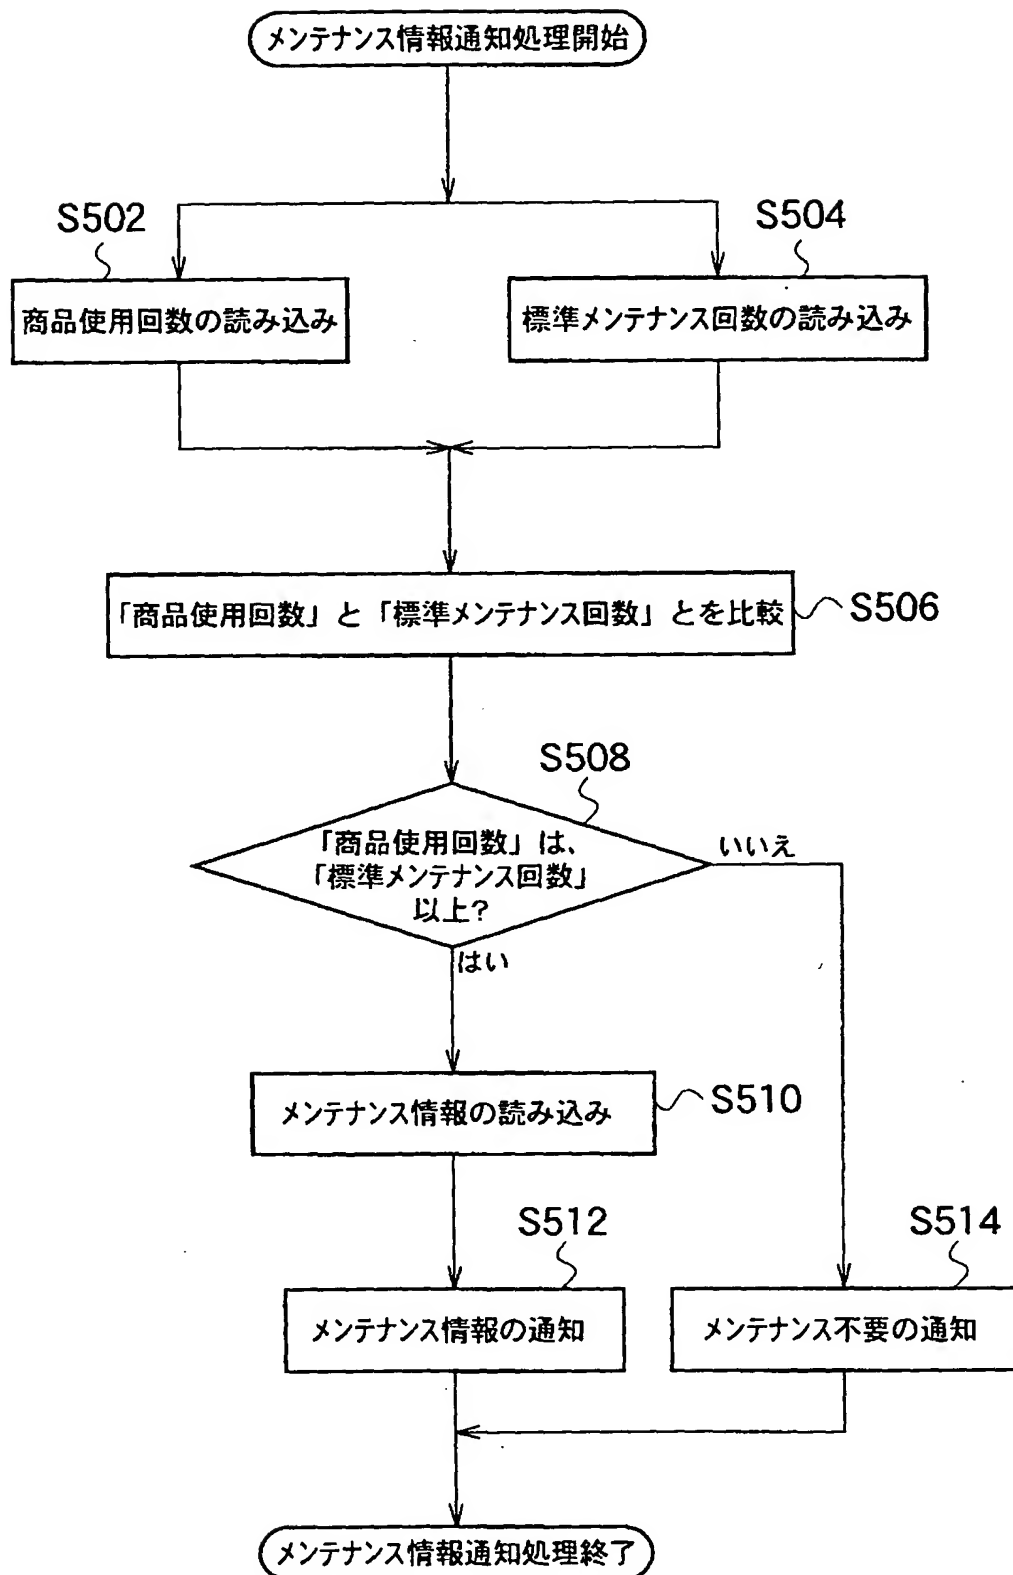 メンテナンス情報通知処理開始
S502
S504
商品使用回数の読み込み
標準メンテナンス回数の読み込み
「商品使用回数」と「標準メンテナンス回数」とを比較
S506
S508
「商品使用回数」は、
「標準メンテナンス回数」
以上?
いいえ
はい
メンテナンス情報の読み込み
S510
S512
S514
メンテナンス情報の通知
メンテナンス不要の通知
メンテナンス情報通知処理終了